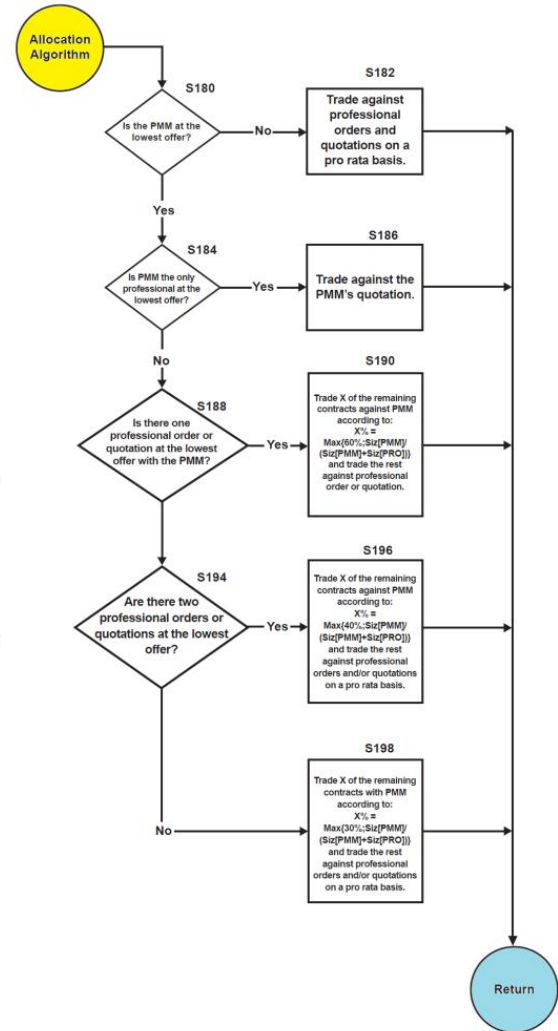 Allocation
Algorithm
S180
Is the PMM at the
lowest offer?
No
S182
Trade against
professional
orders and
quotations on a
pro rata basis.
Yes
S184
Is PMM the only
professional at the
lowest offer?
Yes
S186
Trade against the
PMM's quotation.
No
S188
Is there one
professional order or
quotation at the lowest
offer with the PMM?
Yes
S190
Trade X of the remaining
contracts against PMM
according to:
X% =
Max{60%;Siz[PMM]/
(Siz[PMM]+Siz[PRO])}
and trade the rest
against professional
order or quotation.
S194
Are there two
professional orders or
quotations at the lowest
offer?
Yes
S196
Trade X of the remaining
contracts against PMM
according to:
X% =
Max{40%;Siz[PMM]/
(Siz[PMM]+Siz[PRO])}
and trade the rest
against professional
orders and/or quotations
on a pro rata basis.
No
S198
Trade X of the remaining
contracts with PMM
according to:
X% =
Max{30%;Siz[PMM]/
(Siz[PMM]+Siz[PRO])}
and trade the rest
against professional
orders and/or quotations
on a pro rata basis.
Return